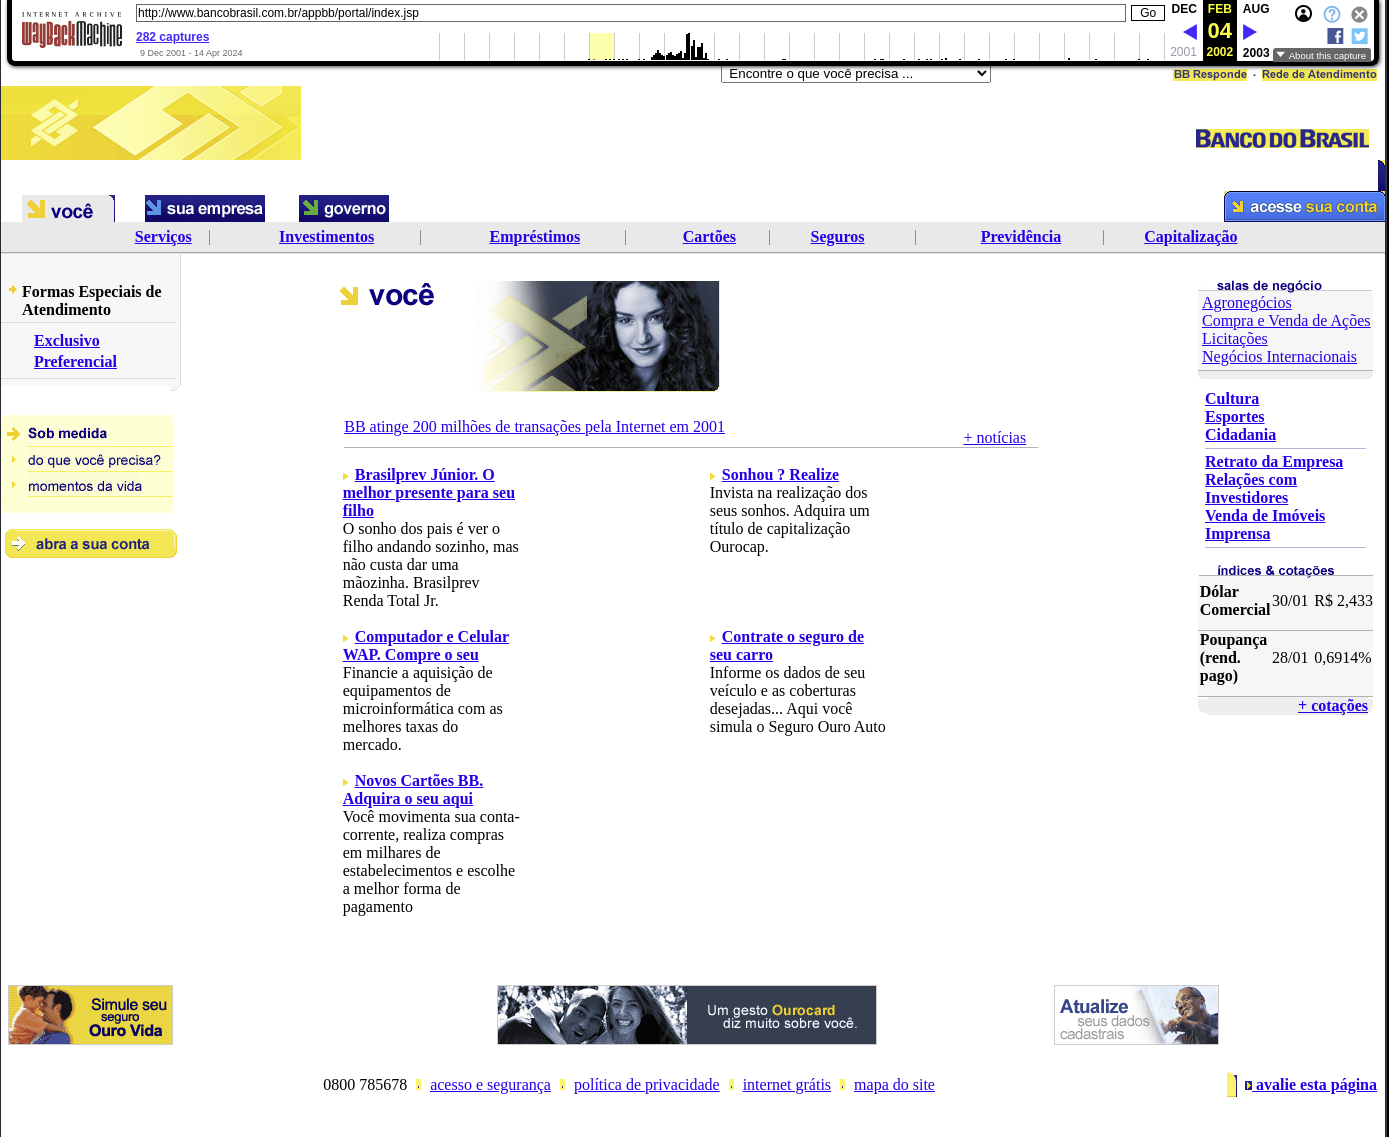 INTERNET ARCHIVE
WayBackMachine
http://www.bancobrasil.com.br/appbb/portal/index.jsp
Go
DEC
FEB
AUG
282 captures
04
9 Dec 2001 - 14 Apr 2024
2001
2002
2003
About this capture
Encontre o que você precisa ...
BB Responde
Rede de Atendimento
BANCO DO BRASIL
você
sua empresa
governo
acesse sua conta
Serviços
Investimentos
Empréstimos
Cartões
Seguros
Previdência
Capitalização
Formas Especiais de
Atendimento
Exclusivo
Preferencial
Sob medida
do que você precisa?
momentos da vida
abra a sua conta
você
BB atinge 200 milhões de transações pela Internet em 2001
+ notícias
Brasilprev Júnior. O
melhor presente para seu
filho
O sonho dos pais é ver o
filho andando sozinho, mas
não custa dar uma
mãozinha. Brasilprev
Renda Total Jr.
Sonhou ? Realize
Invista na realização dos
seus sonhos. Adquira um
título de capitalização
Ourocap.
Computador e Celular
WAP. Compre o seu
Financie a aquisição de
equipamentos de
microinformática com as
melhores taxas do
mercado.
Contrate o seguro de
seu carro
Informe os dados de seu
veículo e as coberturas
desejadas... Aqui você
simula o Seguro Ouro Auto
Novos Cartões BB.
Adquira o seu aqui
Você movimenta sua conta-
corrente, realiza compras
em milhares de
estabelecimentos e escolhe
a melhor forma de
pagamento
salas de negócio
Agronegócios
Compra e Venda de Ações
Licitações
Negócios Internacionais
Cultura
Esportes
Cidadania
Retrato da Empresa
Relações com
Investidores
Venda de Imóveis
Imprensa
índices & cotações
Dólar
Comercial
30/01
R$ 2,433
Poupança
(rend.
pago)
28/01
0,6914%
+ cotações
Simule seu
seguro
Ouro Vida
Um gesto Ourocard
diz muito sobre você.
Atualize
seus dados
cadastrais
0800 785678
acesso e segurança
política de privacidade
internet grátis
mapa do site
avalie esta página